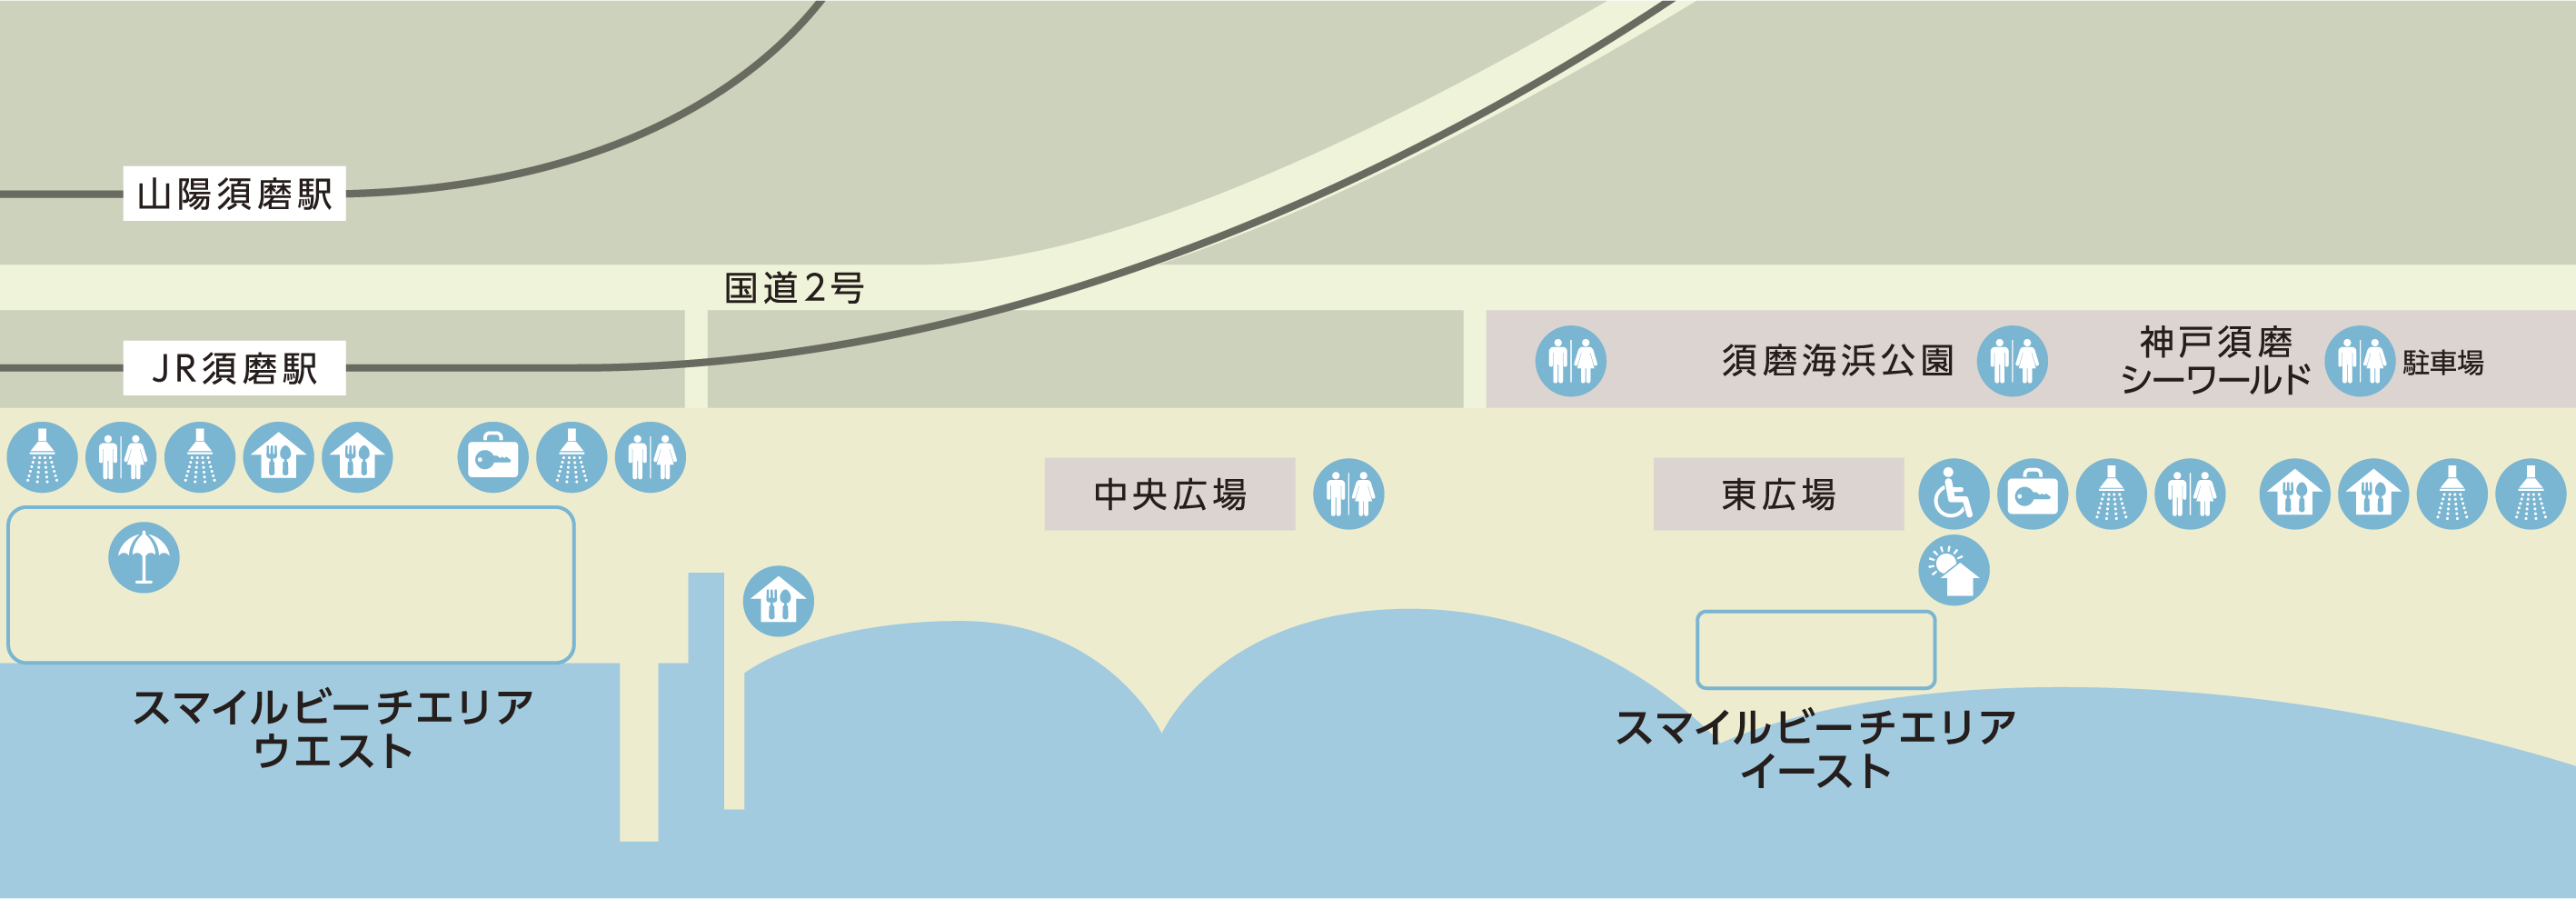 山陽須磨駅
国道2号
JR須磨駅
須磨海浜公園
神戸須磨
シーワールド
駐車場
中央広場
東広場
スマイルビーチエリア
ウエスト
スマイルビーチエリア
イースト